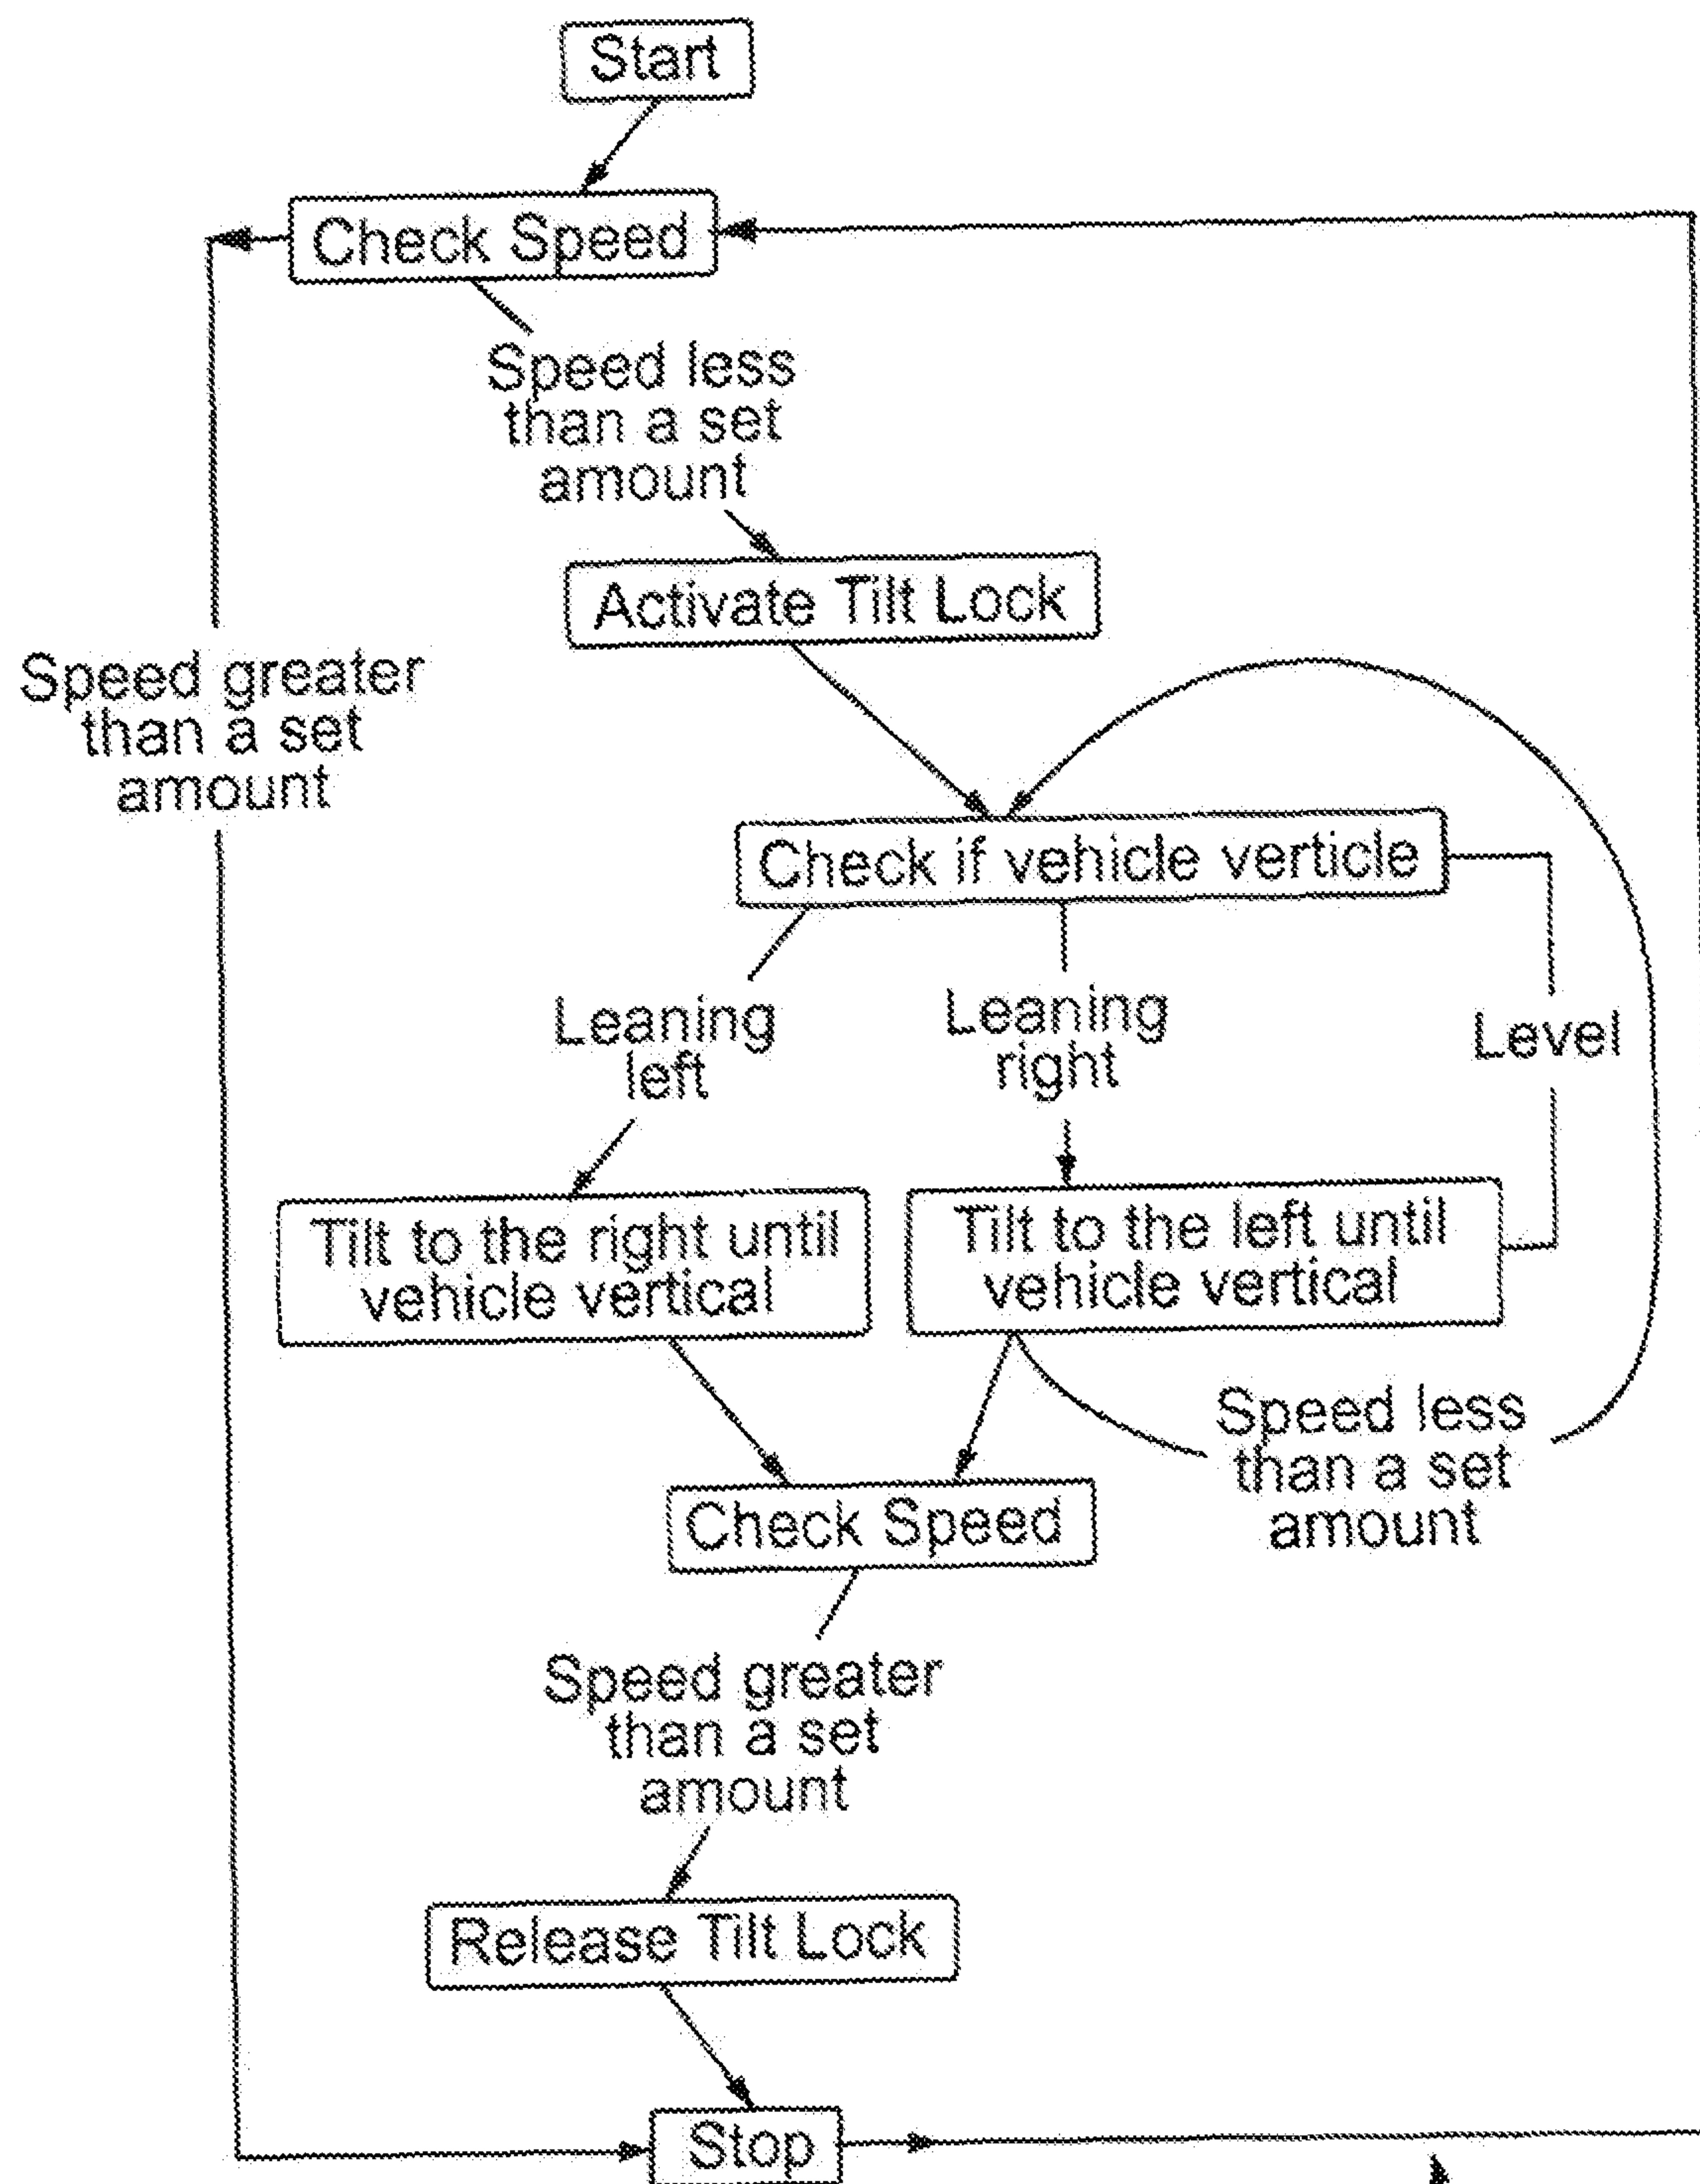 Start
Check Speed
Speed less
than a set
amount
Activate Tilt Lock
Speed greater
than a set
amount
Check if vehicle verticle
Leaning
left
Leaning
right
Level
Tilt to the right until
vehicle vertical
Tilt to the left until
vehicle vertical
Speed less
than a set
amount
Check Speed
Speed greater
than a set
amount
Release Tilt Lock
Stop